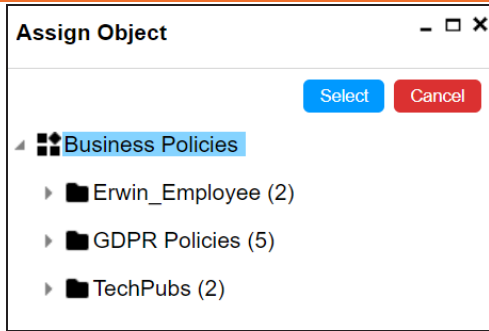 Assign Object
Select Cancel
Business Policies
Erwin_Employee (2)
GDPR Policies (5)
TechPubs (2)